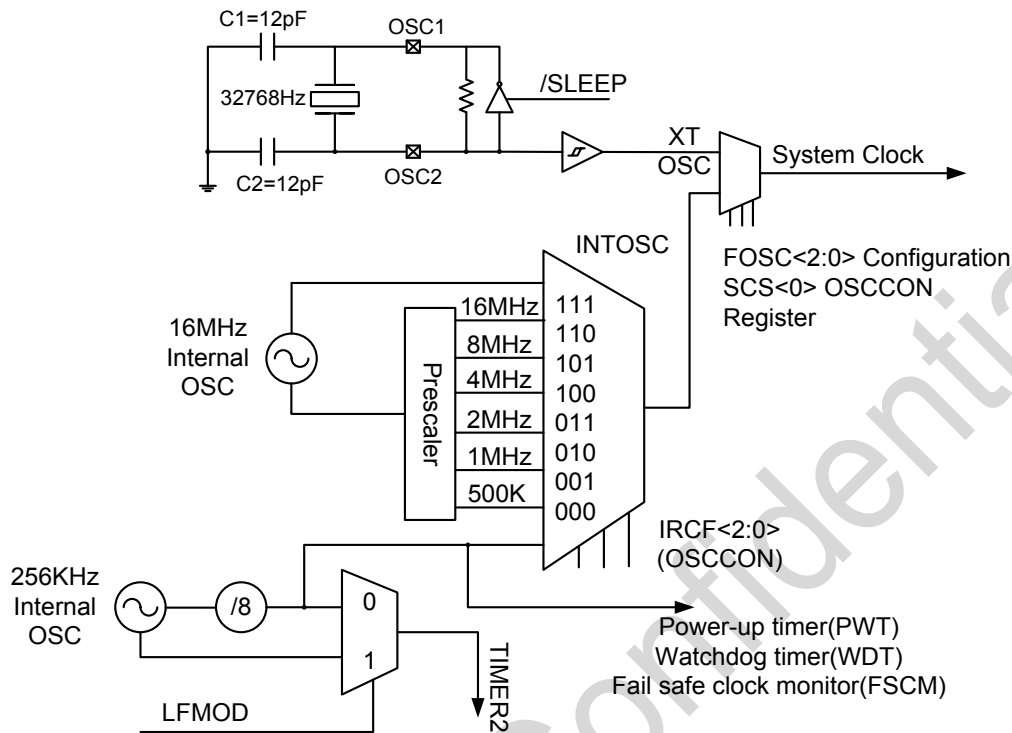 C1=12pF
OSC1
32768Hz
/SLEEP
C2=12pF
OSC2
XT
OSC
System Clock
FOSC<2:0> Configuration
SCS<0> OSCCON
Register
INTOSC
16MHz
Internal
OSC
Prescaler
16MHz
8MHz
4MHz
2MHz
1MHz
500K
111
110
101
100
011
010
001
000
IRCF<2:0>
(OSCCON)
256KHz
Internal
OSC
/8
0
1
LFMOD
TIMER2
Power-up timer(PWT)
Watchdog timer(WDT)
Fail safe clock monitor(FSCM)
Confidentia